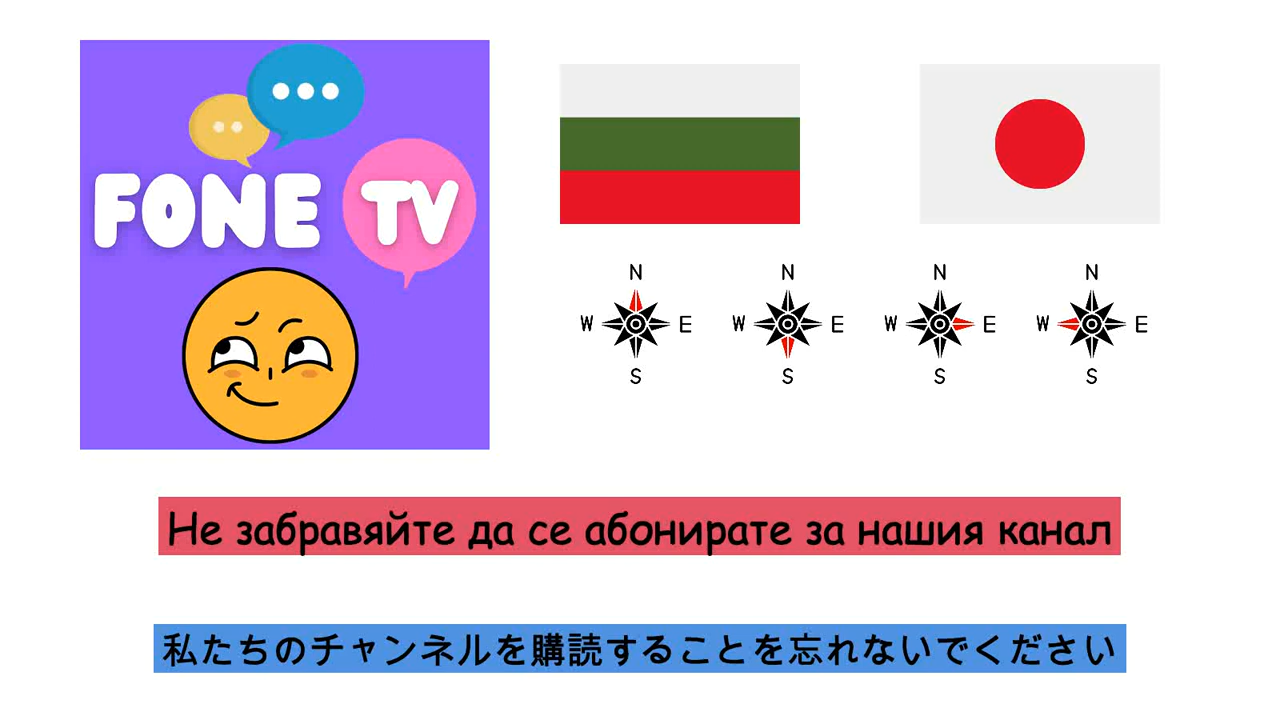 FONE TV
N N N N
W E W E W E W E
S S S S
Не забравяйте да се абонирате за нашия канал
私たちのチャンネルを購読することを忘れないでください